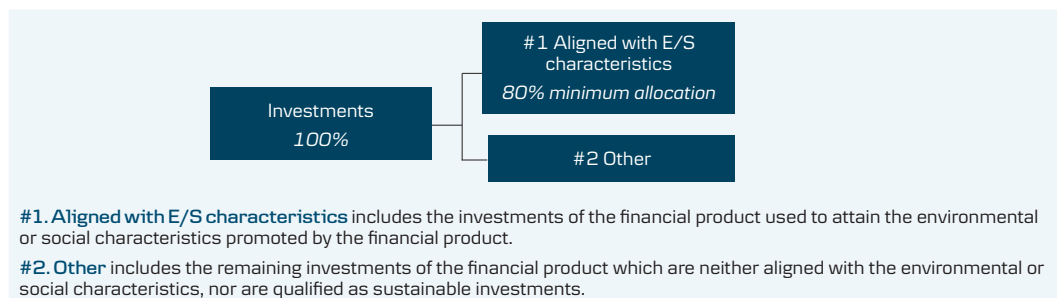 #1 Aligned with E/S
characteristics
80% minimum allocation
Investments
100%
#2 Other
#1. Aligned with E/S characteristics includes the investments of the financial product used to attain the environmental
or social characteristics promoted by the financial product.
#2. Other includes the remaining investments of the financial product which are neither aligned with the environmental or
social characteristics, nor are qualified as sustainable investments.